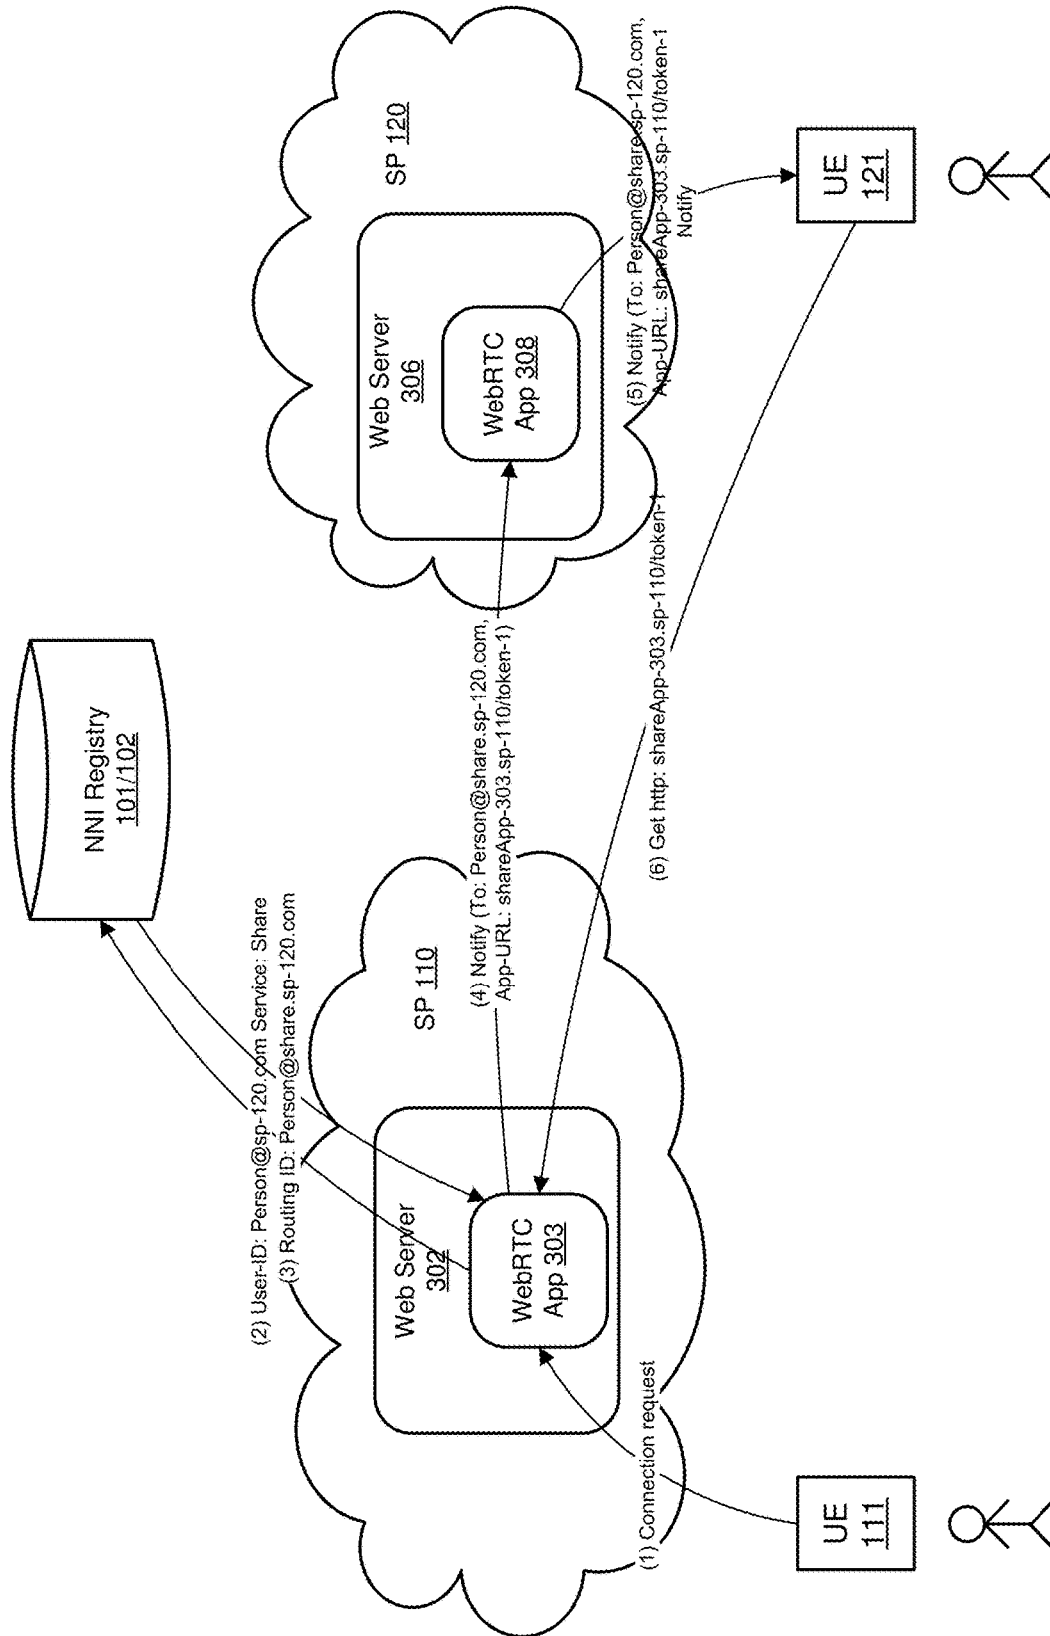 NNI Registry
101/102
(2) User-ID: Person@sp-120.com Service: Share
(3) Routing ID: Person@share.sp-120.com
SP 110
Web Server
302
WebRTC
App 303
(4) Notify (To: Person@share.sp-120.com,
App-URL: shareApp-303.sp-110/token-1)
SP 120
Web Server
306
WebRTC
App 308
(1) Connection request
(5) Notify (To: Person@share.sp-120.com,
App-URL: shareApp-303.sp-110/token-1
Notify
(6) Get http: shareApp-303.sp-110/token-1
UE
111
UE
121